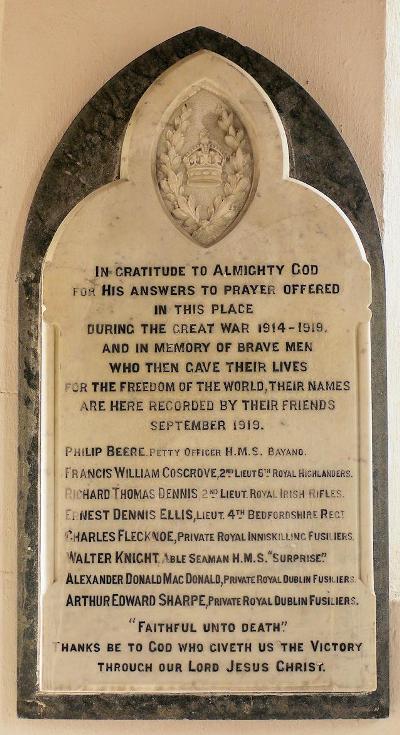 IN GRATITUDE TO ALMIGHTY GOD
FOR HIS ANSWERS TO PRAYER OFFERED
IN THIS PLACE
DURING THE GREAT WAR 1914-1919,
AND IN MEMORY OF BRAVE MEN
WHO THEN GAVE THEIR LIVES
FOR THE FREEDOM OF THE WORLD, THEIR NAMES
ARE HERE RECORDED BY THEIR FRIENDS
SEPTEMBER 1919.
PHILIP BEERE, PETTY OFFICER H.M.S. BAYANO.
FRANCIS WILLIAM COSGROVE, 2ND LIEUT 6TH ROYAL HIGHLANDERS.
RICHARD THOMAS DENNIS, 2ND LIEUT. ROYAL IRISH RIFLES.
ERNEST DENNIS ELLIS, LIEUT. 4TH BEDFORDSHIRE REGT
CHARLES FLECKNOE, PRIVATE ROYAL INNISKILLING FUSILIERS.
WALTER KNIGHT, ABLE SEAMAN H.M.S. "SURPRISE".
ALEXANDER DONALD MAC DONALD, PRIVATE ROYAL DUBLIN FUSILIERS.
ARTHUR EDWARD SHARPE, PRIVATE ROYAL DUBLIN FUSILIERS.
"FAITHFUL UNTO DEATH".
THANKS BE TO GOD WHO GIVETH US THE VICTORY
THROUGH OUR LORD JESUS CHRIST.